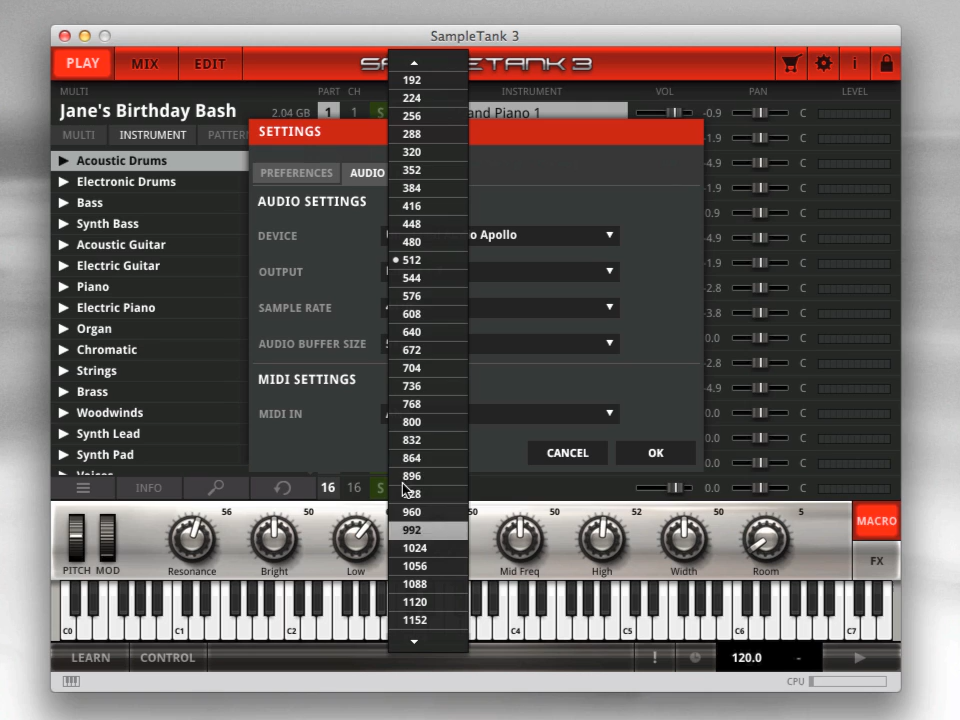 SampleTank 3
PLAY MIX EDIT
i
MULTI PART CH INSTRUMENT VOL PAN LEVEL
Jane's Birthday Bash 2.04 GB 1 1 S and Piano 1 -0.9 C
MULTI INSTRUMENT PATTERN
SETTINGS
PREFERENCES AUDIO
AUDIO SETTINGS
DEVICE o Apollo
OUTPUT
SAMPLE RATE
AUDIO BUFFER SIZE
MIDI SETTINGS
MIDI IN
CANCEL OK
Acoustic Drums
Electronic Drums
Bass
Synth Bass
Acoustic Guitar
Electric Guitar
Piano
Electric Piano
Organ
Chromatic
Strings
Brass
Woodwinds
Synth Lead
Synth Pad
Voices
192
224
256
288
320
352
384
416
448
480
512
544
576
608
640
672
704
736
768
800
832
864
896
960
992
1024
1056
1088
1120
1152
-1.9 C
-4.9 C
-1.9 C
0.9 C
-4.9 C
-1.9 C
-2.8 C
-3.8 C
0.0 C
-2.8 C
-4.9 C
0.0 C
0.0 C
0.0 C
INFO 16 16 S 0.0 C
56 50 50 50 52 50 5
MACRO
FX
PITCH MOD Resonance Bright Low Mid Freq High Width Room
C0 C1 C2 C4 C5 C6 C7
LEARN CONTROL ! 120.0 -
CPU